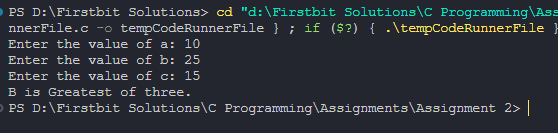 PS D:\Firstbit Solutions> cd "d:\Firstbit Solutions\C Programming\Ass
nnerFile.c -o tempCodeRunnerFile } ; if ($?) { .\tempCodeRunnerFile }
Enter the value of a: 10
Enter the value of b: 25
Enter the value of c: 15
B is Greatest of three.
PS D:\Firstbit Solutions\C Programming\Assignments\Assignment 2>